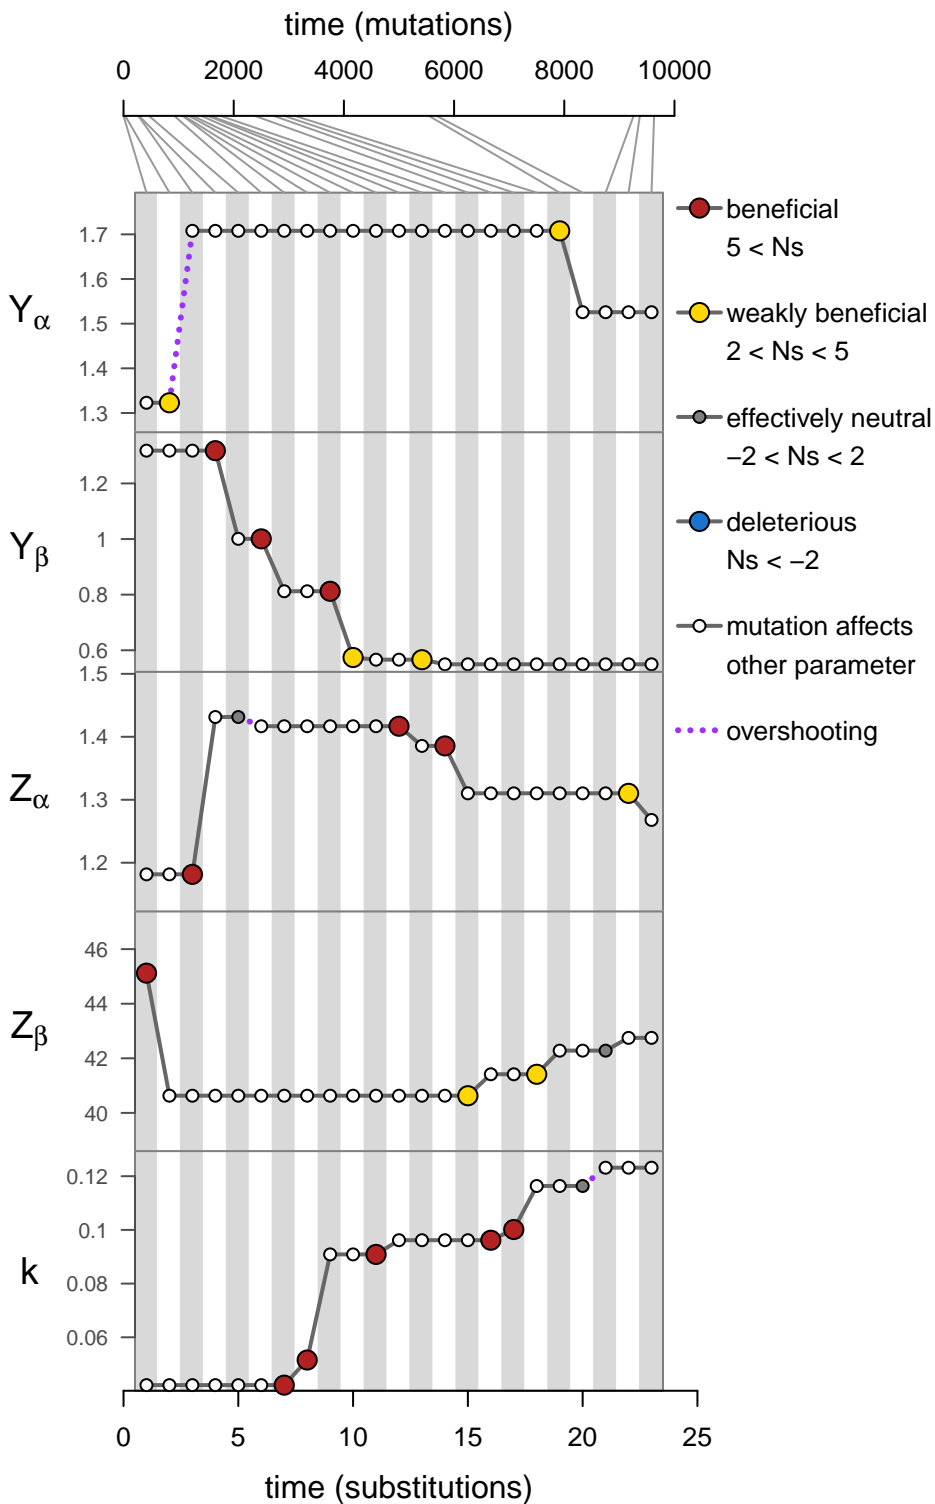 time (mutations)
0 2000 4000 6000 8000 10000
Yα
1.7
1.6
1.5
1.4
1.3
Yβ
1.2
1
0.8
0.6
Zα
1.5
1.4
1.3
1.2
Zβ
46
44
42
40
k
0.12
0.1
0.08
0.06
0 5 10 15 20 25
time (substitutions)
beneficial
5 < Ns
weakly beneficial
2 < Ns < 5
effectively neutral
−2 < Ns < 2
deleterious
Ns < −2
mutation affects
other parameter
overshooting